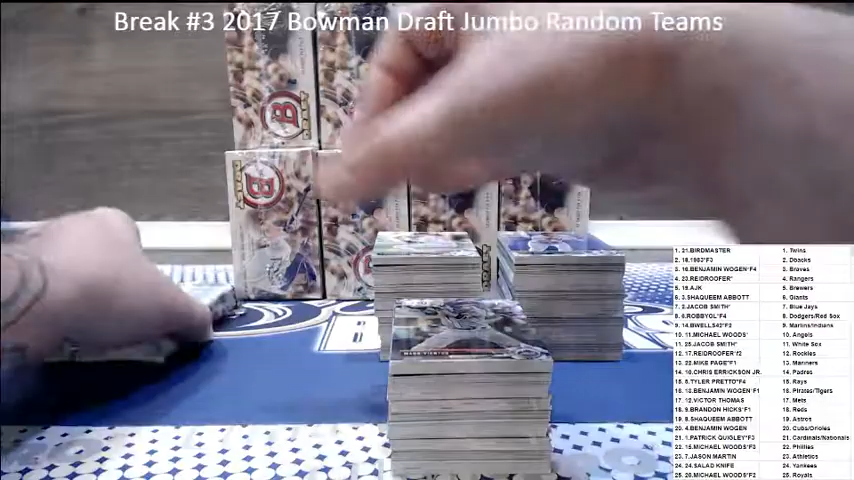 Break #3 2017 Bowman Draft Jumbo Random Teams
1. 21.BIRDMASTER 1. Twins
2. 18.1983*F3 2. Dbacks
3. 16.BENJAMIN WOGEN*F4 3. Braves
4. 23.REIDROOFER* 4. Rangers
5. 19.AJK 5. Brewers
6. 3.SHAQUEEM ABBOTT 6. Giants
7. 2.JACOB SMITH* 7. Blue Jays
8. 6.ROBBYOL*F4 8. Dodgers/Red Sox
9. 14.BWELLS42*F2 9. Marlins/Indians
10. 11.MICHAEL WOODS* 10. Angels
11. 25.JACOB SMITH* 11. White Sox
12. 17.REIDROOFER*f2 12. Rockies
13. 22.MIKE PAGE*F1 13. Mariners
14. 10.CHRIS ERRICKSON JR. 14. Padres
15. 5.TYLER PRETTO*F4 15. Rays
16. 13.BENJAMIN WOGEN*F1 16. Pirates/Tigers
17. 12.VICTOR THOMAS 17. Mets
18. 9.BRANDON HICKS*F1 18. Reds
19. 8.SHAQUEEM ABBOTT 19. Astros
20. 4.BENJAMIN WOGEN 20. Cubs/Orioles
21. 1.PATRICK QUIGLEY*F3 21. Cardinals/Nationals
22. 15.MICHAEL WOODS*F3 22. Phillies
23. 7.JASON MARTIN 23. Athletics
24. 24.SALAD KNIFE 24. Yankees
25. 20.MICHAEL WOODS*F2 25. Royals
B
B
MARK VIENTOS
B